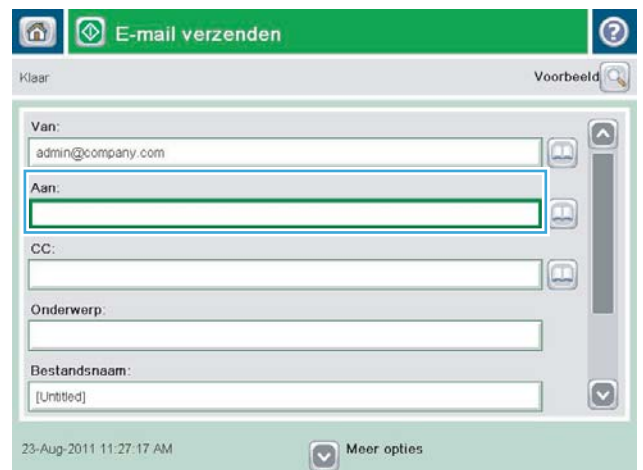 E-mail verzenden
Klaar
Voorbeeld
Van:
admin@company.com
Aan:
CC:
Onderwerp:
Bestandsnaam:
[Untitled]
23-Aug-2011 11:27:17 AM
Meer opties